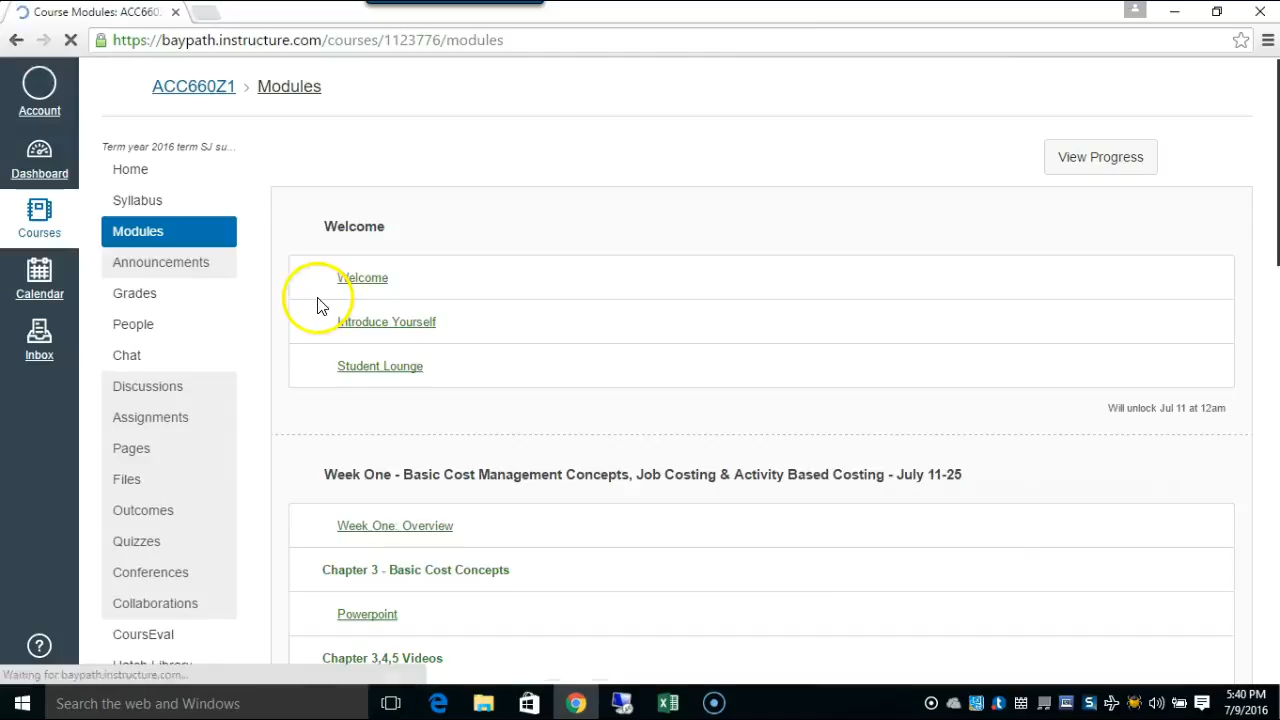 Course Modules: ACC660
https://baypath.instructure.com/courses/1123776/modules
ACC660Z1 > Modules
Account
Dashboard
Courses
Calendar
Inbox
Term year 2016 term SJ su...
Home
Syllabus
Modules
Announcements
Grades
People
Chat
Discussions
Assignments
Pages
Files
Outcomes
Quizzes
Conferences
Collaborations
CoursEval
Hatch Library
View Progress
Welcome
Welcome
Introduce Yourself
Student Lounge
Will unlock Jul 11 at 12am
Week One - Basic Cost Management Concepts, Job Costing & Activity Based Costing - July 11-25
Week One: Overview
Chapter 3 - Basic Cost Concepts
Powerpoint
Chapter 3,4,5 Videos
Waiting for baypath.instructure.com...
Search the web and Windows
5:40 PM
7/9/2016